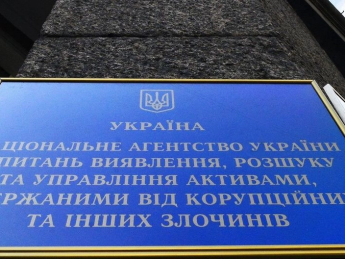 УКРАЇНА
ЦІОНАЛЬНЕ АГЕНТСТВО УКРАЇНИ
ПИТАНЬ ВИЯВЛЕННЯ, РОЗШУКУ
ТА УПРАВЛІННЯ АКТИВАМИ,
ЕРЖАНИМИ ВІД КОРУПЦІЙНИ
ТА ІНШИХ ЗЛОЧИНІВ